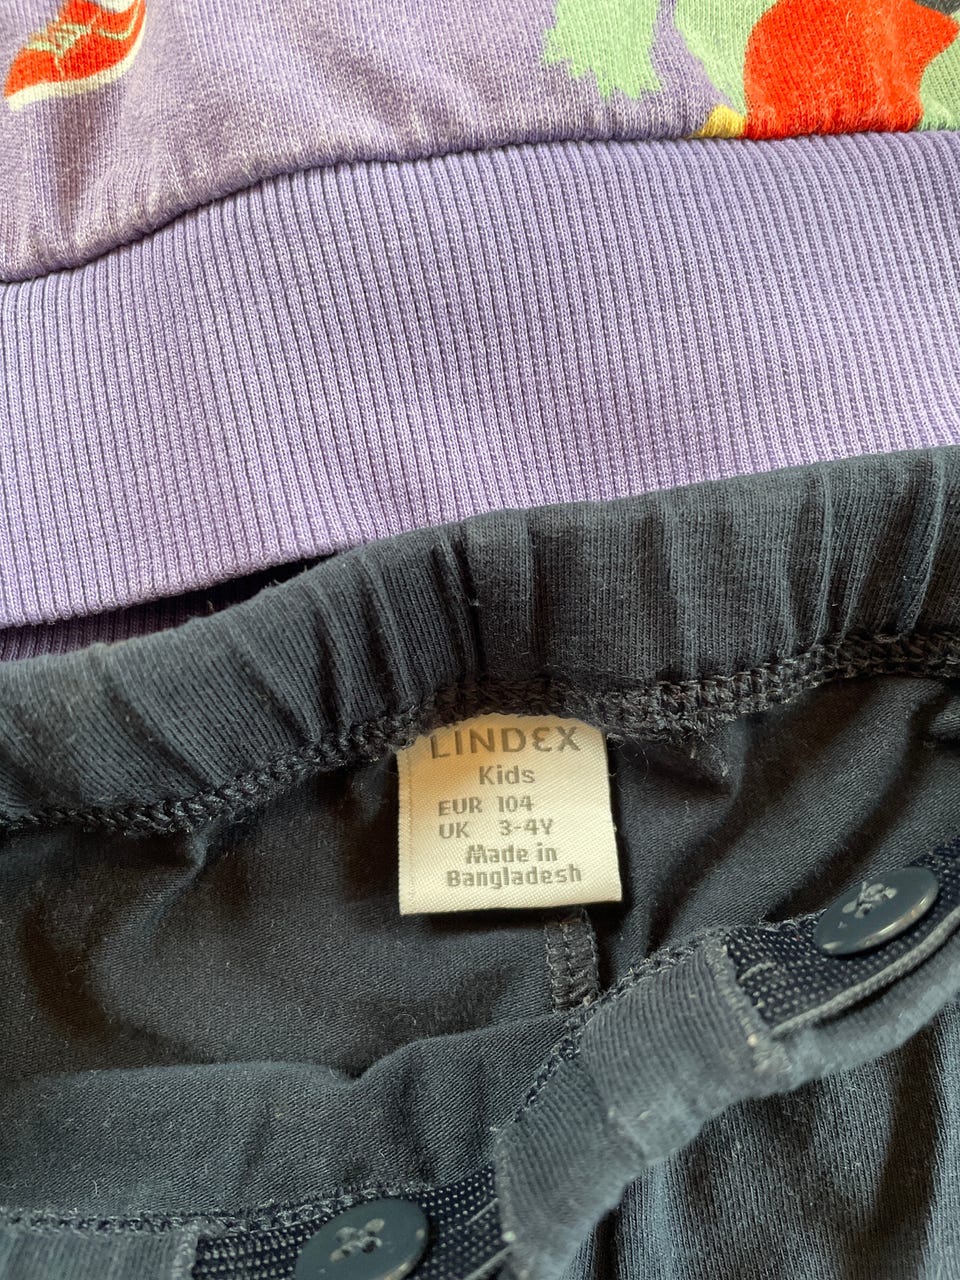 LINDEX
Kids
EUR 104
UK 3-4Y
Made in
Bangladesh